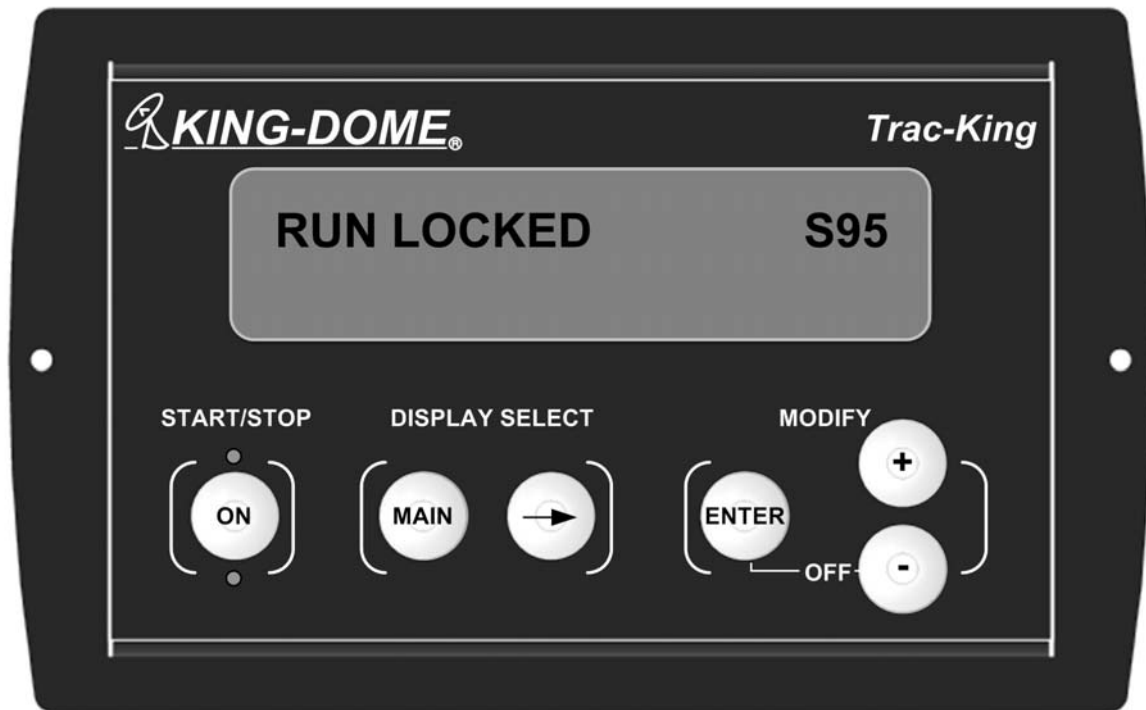 KING-DOME®
Trac-King
RUN LOCKED S95
START/STOP
DISPLAY SELECT
MODIFY
+
ON
MAIN
ENTER
OFF
-